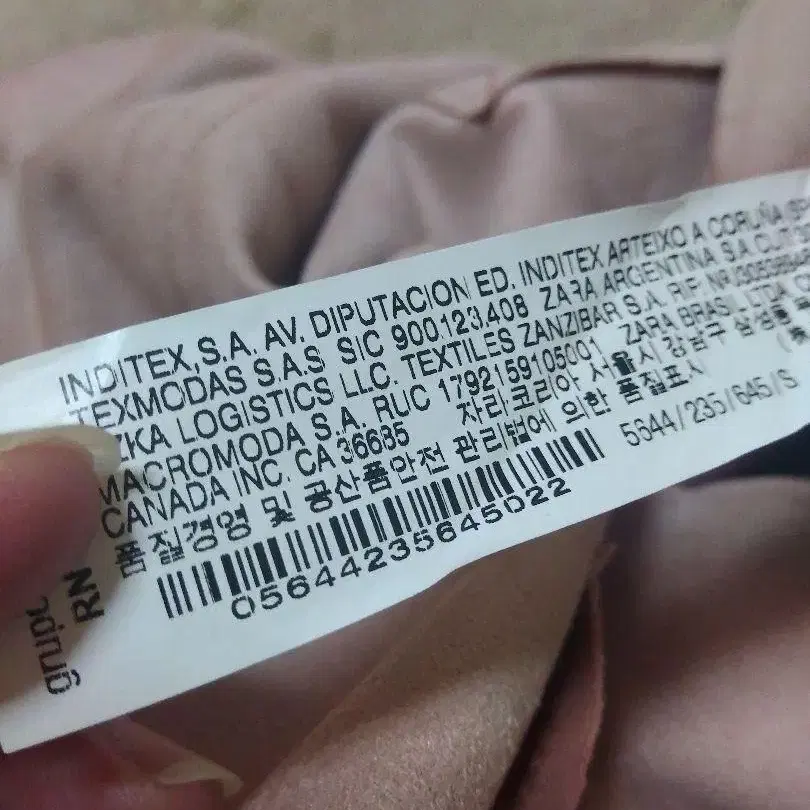 INDITEX,S.A. AV. DIPUTACION ED. INDITEX ARTEIXO A CORUÑA
TEXMODAS S.A.S SIC 900.123.408 ZARA ARGENTINA S.A.
ZKA LOGISTICS LLC. TEXTILES ZANZIBAR S.A. RIF.
MACROMODA S.A. RUC 1792159105001 ZARA BRASIL LTDA.
CANADA INC. CA 36685 자라 코리아 서울시 강남구 삼성동
품질경영 및 공산품안전 관리법에 의한 품질표시
5644/235/645/S
05644235645022
RN